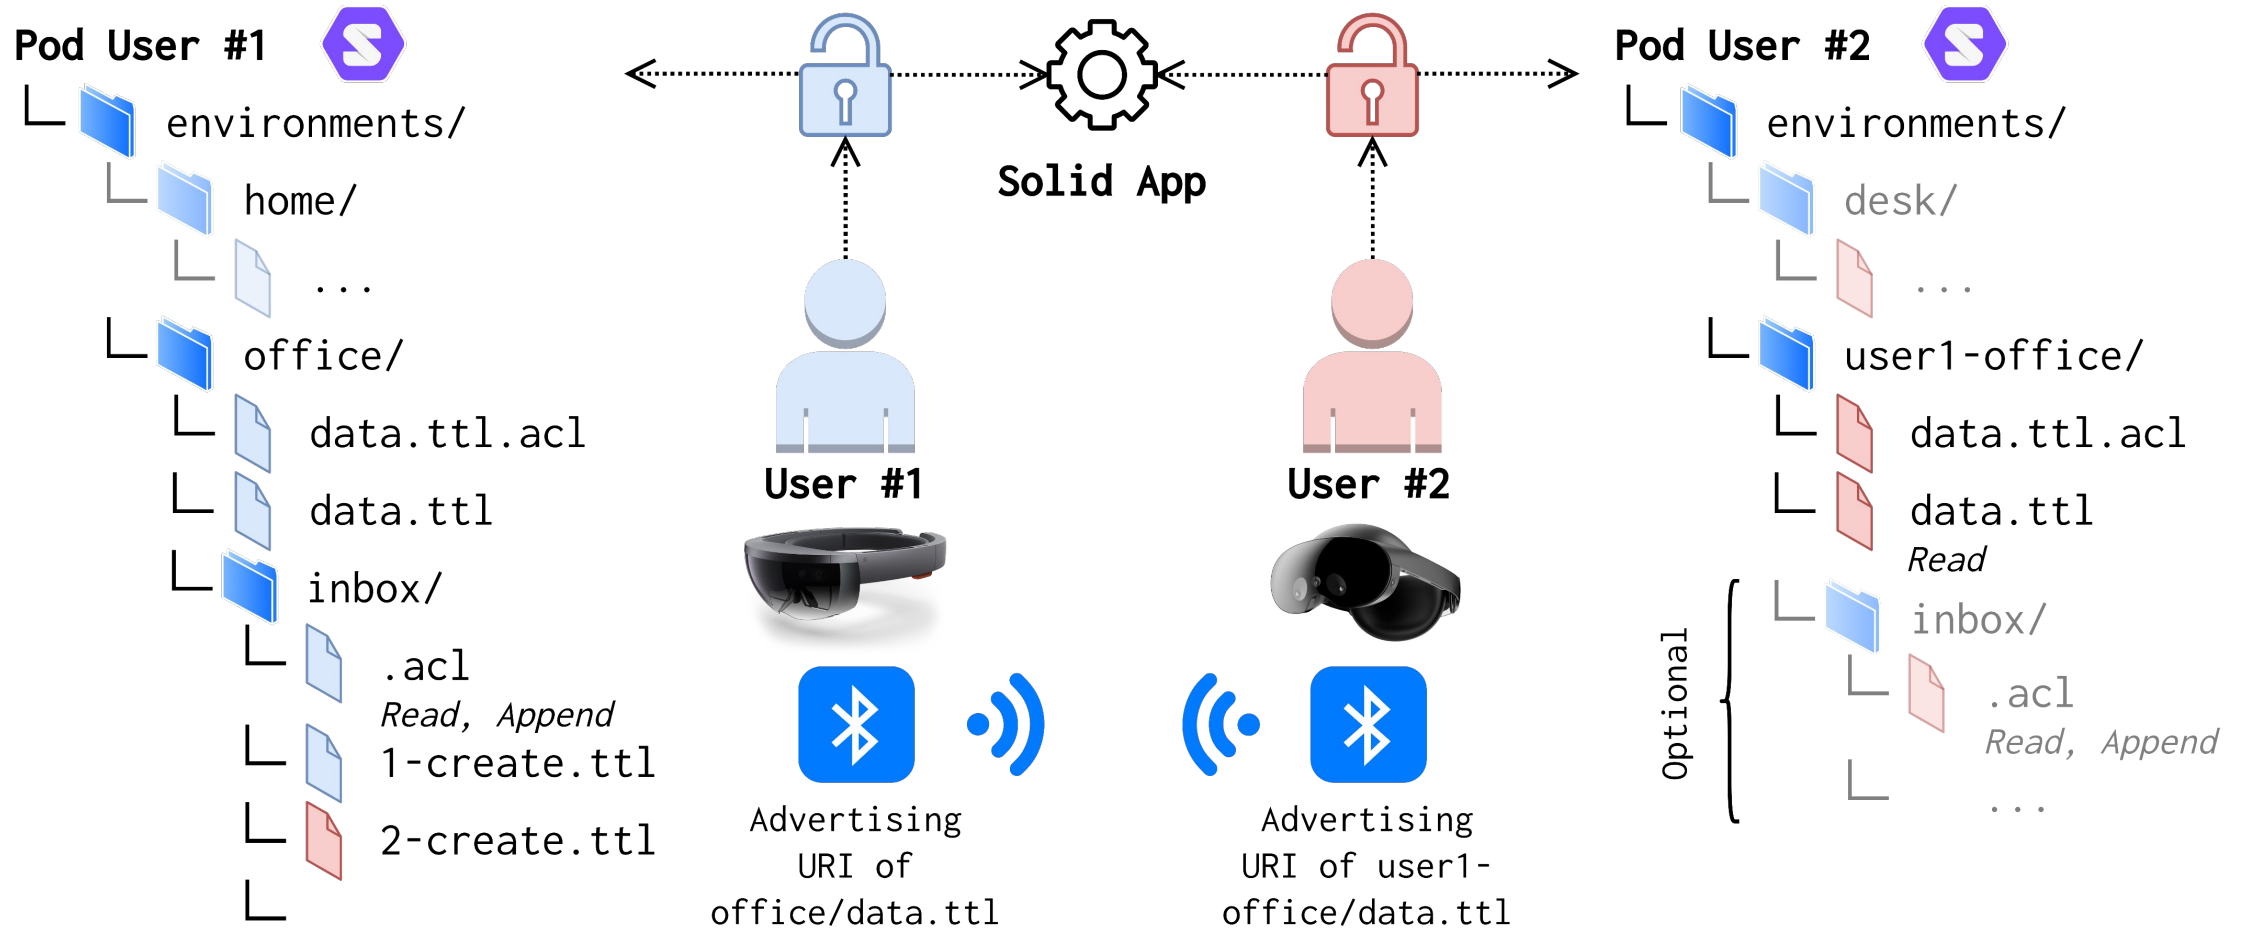 Pod User #1
environments/
home/
...
office/
data.ttl.acl
data.ttl
inbox/
.acl
Read, Append
1-create.ttl
2-create.ttl
Solid App
User #1
Advertising
URI of
office/data.ttl
User #2
Advertising
URI of user1-
office/data.ttl
Pod User #2
environments/
desk/
...
user1-office/
data.ttl.acl
data.ttl
Read
Optional
inbox/
.acl
Read, Append
...